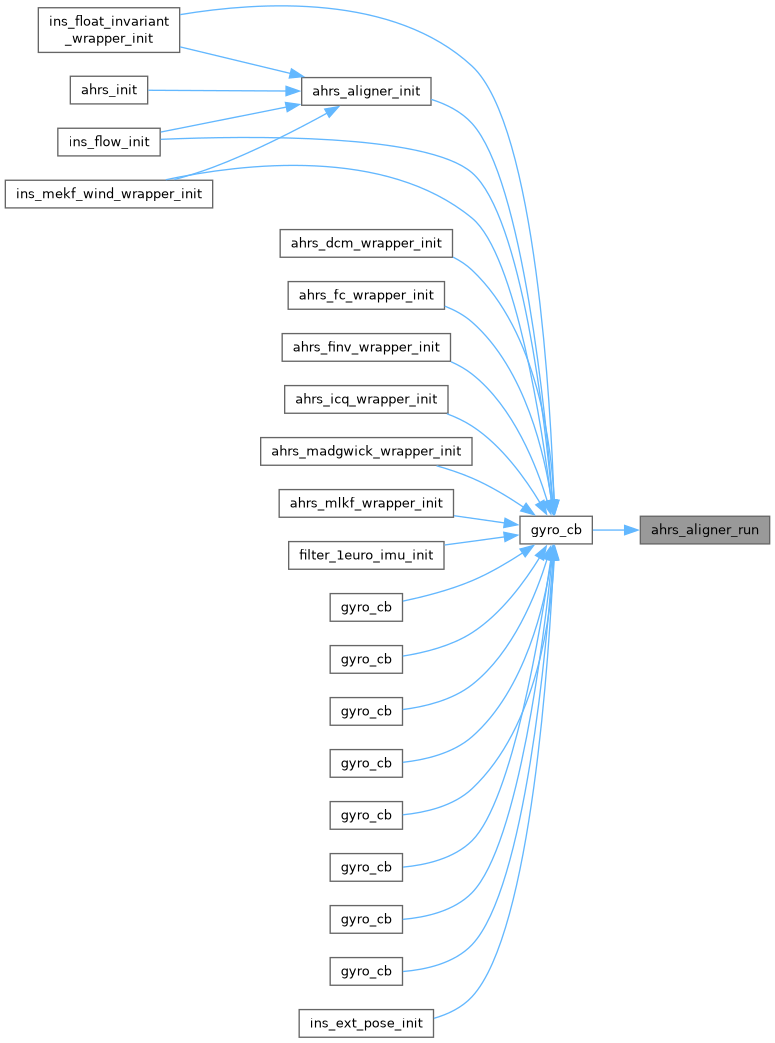 ins_float_invariant
_wrapper_init
ahrs_init
ahrs_aligner_init
ins_flow_init
ins_mekf_wind_wrapper_init
ahrs_dcm_wrapper_init
ahrs_fc_wrapper_init
ahrs_finv_wrapper_init
ahrs_icq_wrapper_init
ahrs_madgwick_wrapper_init
ahrs_mlkf_wrapper_init
gyro_cb
ahrs_aligner_run
filter_1euro_imu_init
gyro_cb
gyro_cb
gyro_cb
gyro_cb
gyro_cb
gyro_cb
gyro_cb
gyro_cb
ins_ext_pose_init